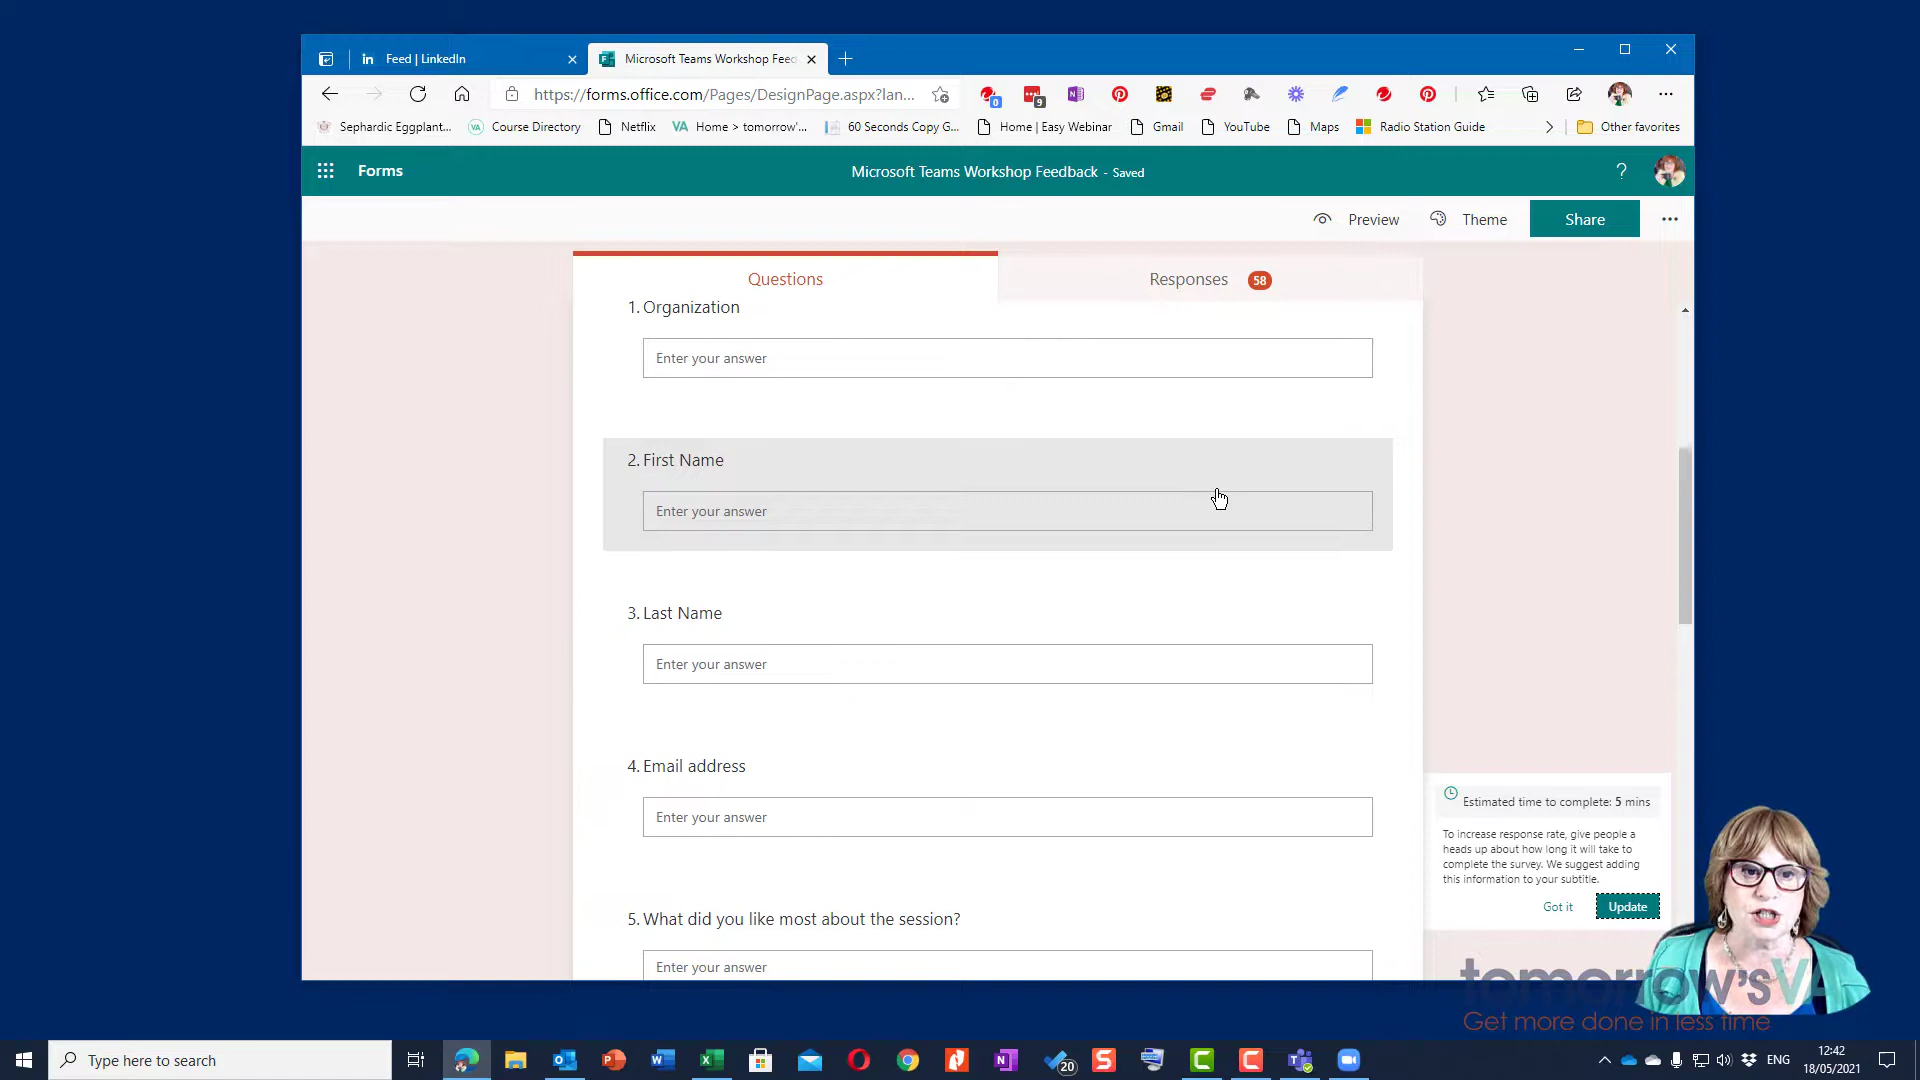 Feed | LinkedIn
Microsoft Teams Workshop Feed
https://forms.office.com/Pages/DesignPage.aspx?lan...
0
9
Sephardic Eggplant...
VA
Course Directory
Netflix
VA
Home > tomorrow'...
60 Seconds Copy G...
Home | Easy Webinar
Gmail
YouTube
Maps
Radio Station Guide
Other favorites
Forms
Microsoft Teams Workshop Feedback - Saved
?
Preview
Theme
Share
Questions
Responses 58
1. Organization
Enter your answer
2. First Name
Enter your answer
3. Last Name
Enter your answer
4. Email address
Enter your answer
5. What did you like most about the session?
Enter your answer
Estimated time to complete: 5 mins
To increase response rate, give people a
heads up about how long it will take to
complete the survey. We suggest adding
this information to your subtitle.
Got it
Update
tomorrow'sVA
Get more done in less time
Type here to search
20
ENG
12:42
18/05/2021